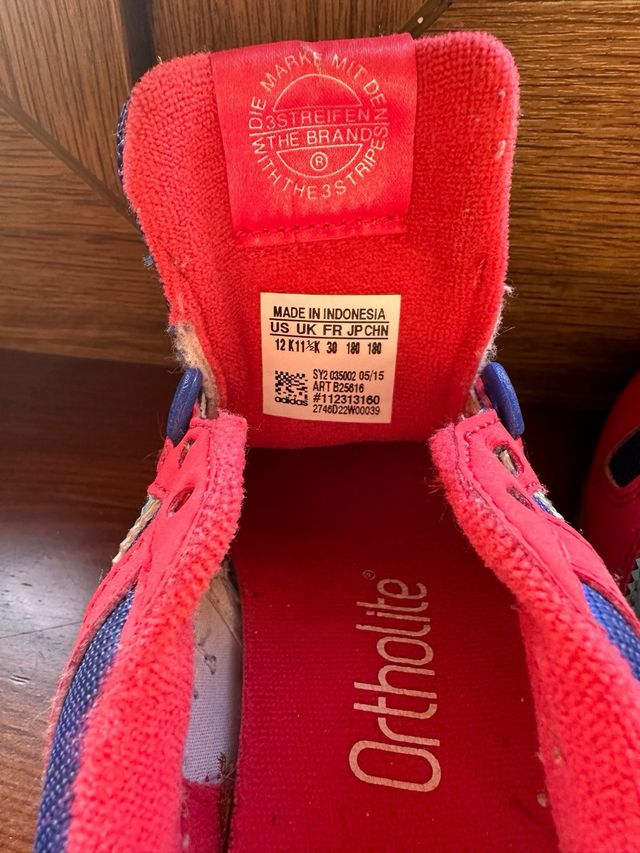 DIE MARKE MIT DEN
3STREIFEN
THE BRAND
®
WITH THE 3 STRIPES
MADE IN INDONESIA
US UK FR JP CHN
12 K 11½K 30 180 180
SY2 035002 05/15
ART B25616
#112313160
2746D22W00039
adidas
Ortholite®